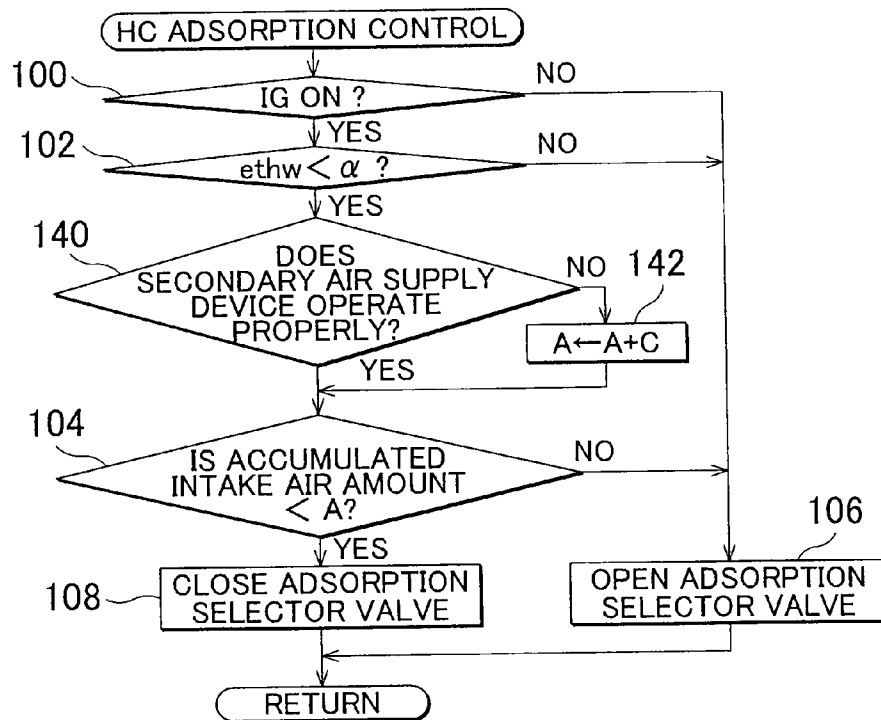 HC ADSORPTION CONTROL
100
IG ON ?
NO
YES
102
ethw < α ?
NO
YES
140
DOES
SECONDARY AIR SUPPLY
DEVICE OPERATE
PROPERLY?
NO
142
A←A+C
YES
104
IS ACCUMULATED
INTAKE AIR AMOUNT
< A?
NO
YES
106
108
CLOSE ADSORPTION
SELECTOR VALVE
OPEN ADSORPTION
SELECTOR VALVE
RETURN